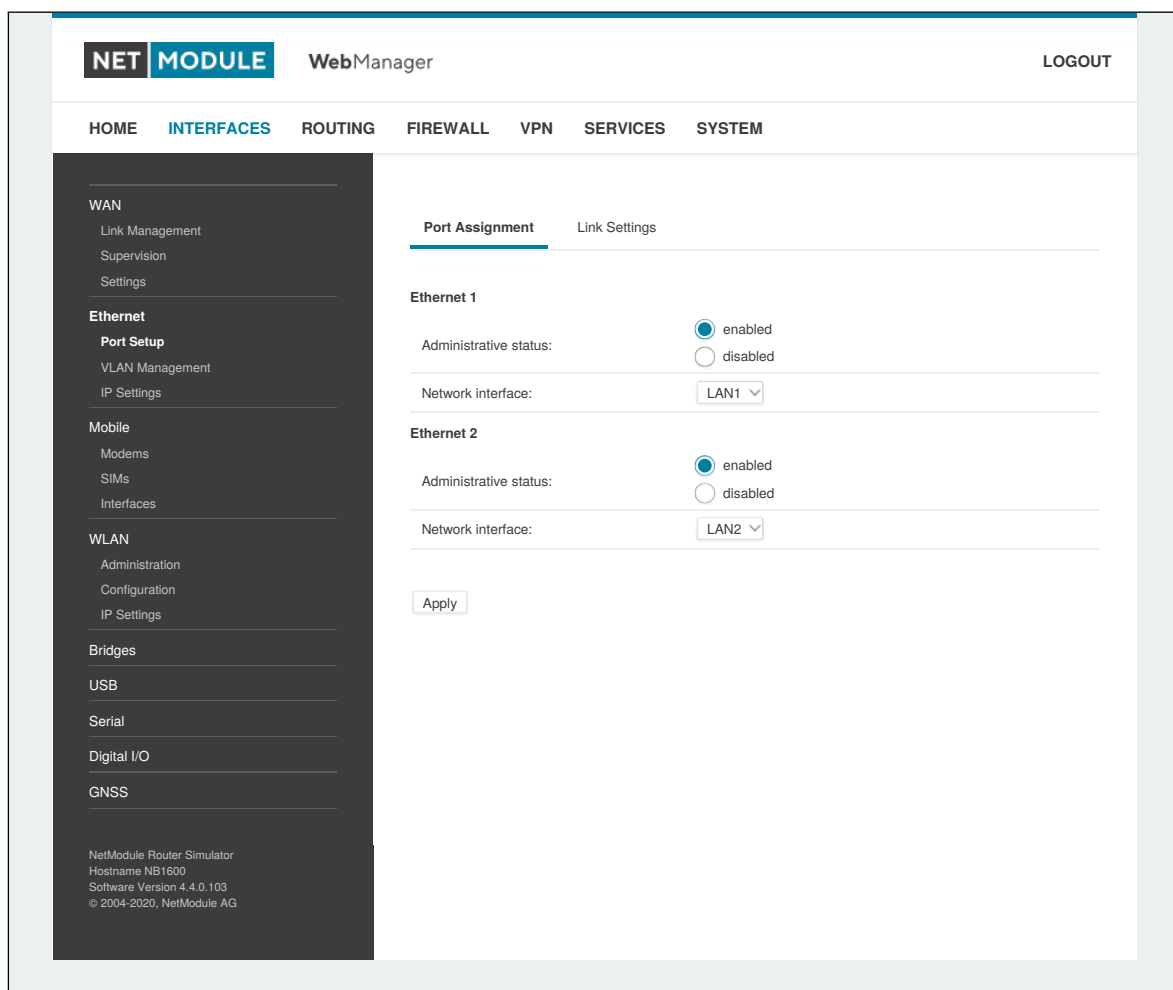 NET MODULE WebManager LOGOUT
HOME INTERFACES ROUTING FIREWALL VPN SERVICES SYSTEM
WAN
Link Management
Supervision
Settings
Ethernet
Port Setup
VLAN Management
IP Settings
Mobile
Modems
SIMs
Interfaces
WLAN
Administration
Configuration
IP Settings
Bridges
USB
Serial
Digital I/O
GNSS
NetModule Router Simulator
Hostname NB1600
Software Version 4.4.0.103
© 2004-2020, NetModule AG
Port Assignment Link Settings
Ethernet 1
Administrative status:
enabled
disabled
Network interface: LAN1
Ethernet 2
Administrative status:
enabled
disabled
Network interface: LAN2
Apply